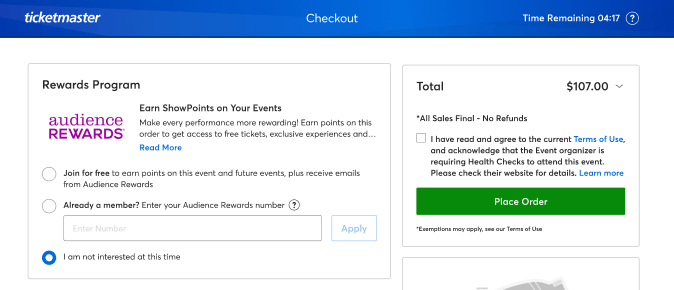 ticketmaster
Checkout
Time Remaining 04:17 ?
Rewards Program
audience
REWARDS
Earn ShowPoints on Your Events
Make every performance more rewarding! Earn points on this
order to get access to free tickets, exclusive experiences and...
Read More
Join for free to earn points on this event and future events, plus receive emails
from Audience Rewards
Already a member? Enter your Audience Rewards number ?
Enter Number
Apply
I am not interested at this time
Total $107.00
*All Sales Final - No Refunds
I have read and agree to the current Terms of Use,
and acknowledge that the Event organizer is
requiring Health Checks to attend this event.
Please check their website for details. Learn more
Place Order
*Exemptions may apply, see our Terms of Use